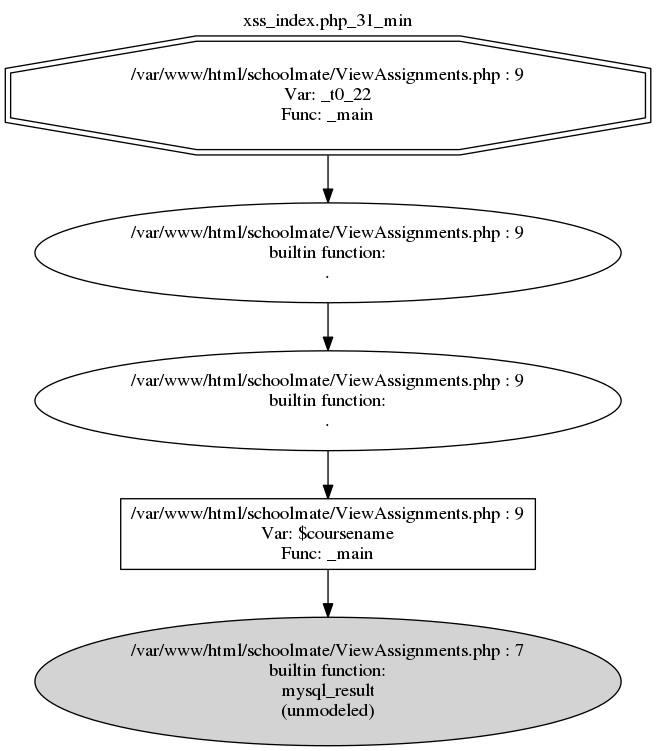 xss_index.php_31_min
/var/www/html/schoolmate/ViewAssignments.php : 9
Var: _t0_22
Func: _main
/var/www/html/schoolmate/ViewAssignments.php : 9
builtin function:
.
/var/www/html/schoolmate/ViewAssignments.php : 9
builtin function:
.
/var/www/html/schoolmate/ViewAssignments.php : 9
Var: $coursename
Func: _main
/var/www/html/schoolmate/ViewAssignments.php : 7
builtin function:
mysql_result
(unmodeled)